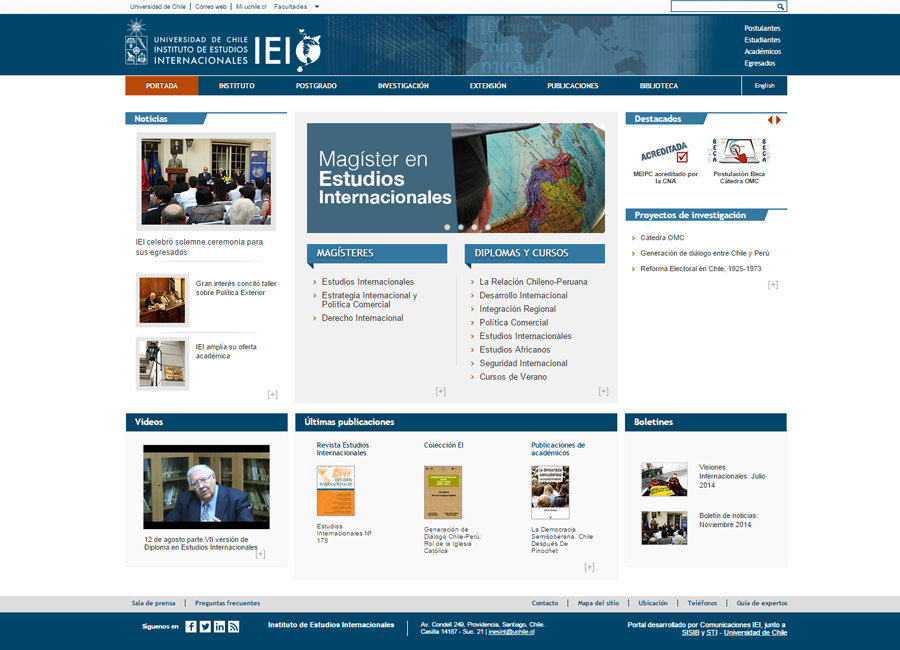 Universidad de Chile | Correo web | Mi uchile.cl Facultades
UNIVERSIDAD DE CHILE
INSTITUTO DE ESTUDIOS
INTERNACIONALES
IEI
El mundo
con otra
mirada
Postulantes
Estudiantes
Académicos
Egresados
PORTADA INSTITUTO POSTGRADO INVESTIGACIÓN EXTENSIÓN PUBLICACIONES BIBLIOTECA English
Noticias
IEI celebró solemne ceremonia para
sus egresados
Gran interés concitó taller
sobre Política Exterior
IEI amplía su oferta
académica
[+]
Magíster en
Estudios
Internacionales
MAGÍSTERES
Estudios Internacionales
Estrategia Internacional y
Política Comercial
Derecho Internacional
[+]
DIPLOMAS Y CURSOS
La Relación Chileno-Peruana
Desarrollo Internacional
Integración Regional
Política Comercial
Estudios Internacionales
Estudios Africanos
Seguridad Internacional
Cursos de Verano
[+]
Destacados
ACREDITADA
MEIPC acreditado por
la CNA
BECA
BECA
Postulación Beca
Cátedra OMC
Proyectos de investigación
Cátedra OMC
Generación de diálogo entre Chile y Perú
Reforma Electoral en Chile, 1925-1973
[+]
Videos
12 de agosto parte VII versión de
Diploma en Estudios Internacionales
[+]
Últimas publicaciones
Revista Estudios
Internacionales
ESTUDIOS
INTERNACIONALES
Estudios
Internacionales Nº
178
Colección EI
Generación de
Diálogo Chile-Perú:
Rol de la Iglesia
Católica
Publicaciones de
académicos
La democracia
semisoberana
La Democracia
Semisoberana. Chile
Después De
Pinochet
[+]
Boletines
Visiones
Internacionales: Julio
2014
Boletín de noticias:
Noviembre 2014
Sala de prensa | Preguntas frecuentes
Contacto | Mapa del sitio | Ubicación | Teléfonos | Guía de expertos
Síguenos en
Instituto de Estudios Internacionales
Av. Condell 249, Providencia, Santiago, Chile.
Casilla 14187 - Suc. 21 | inesint@uchile.cl
Portal desarrollado por Comunicaciones IEI, junto a
SISIB y STI - Universidad de Chile